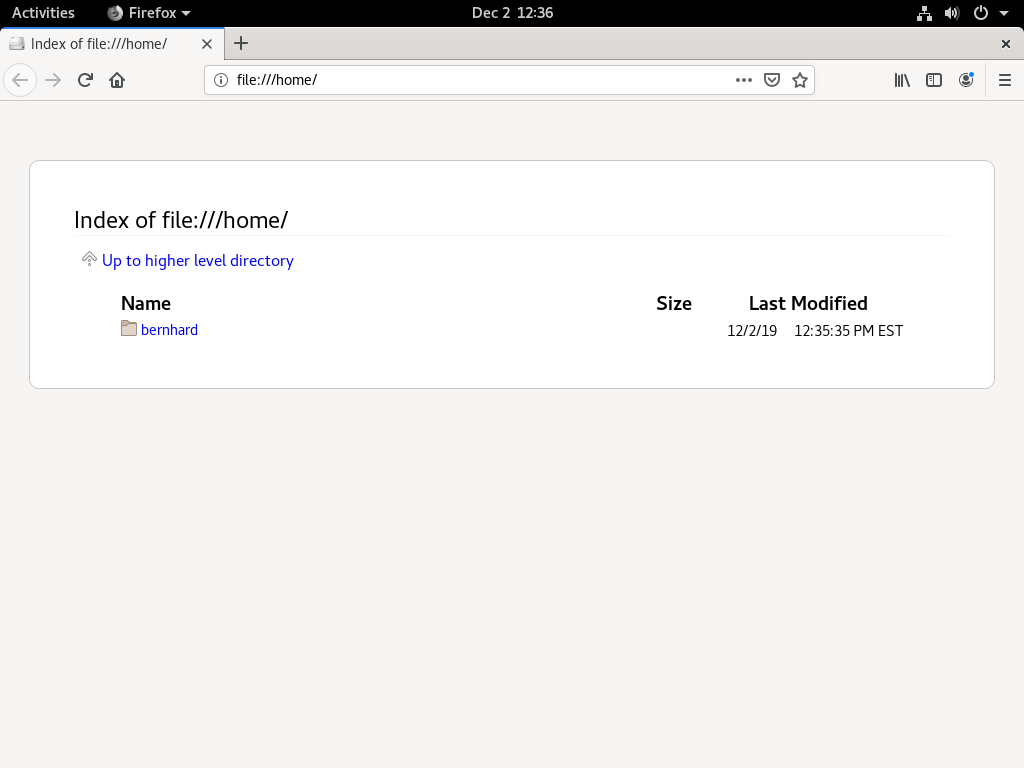 Activities Firefox Dec 2 12:36
Index of file:///home/
file:///home/
Index of file:///home/
Up to higher level directory
Name Size Last Modified
bernhard 12/2/19 12:35:35 PM EST